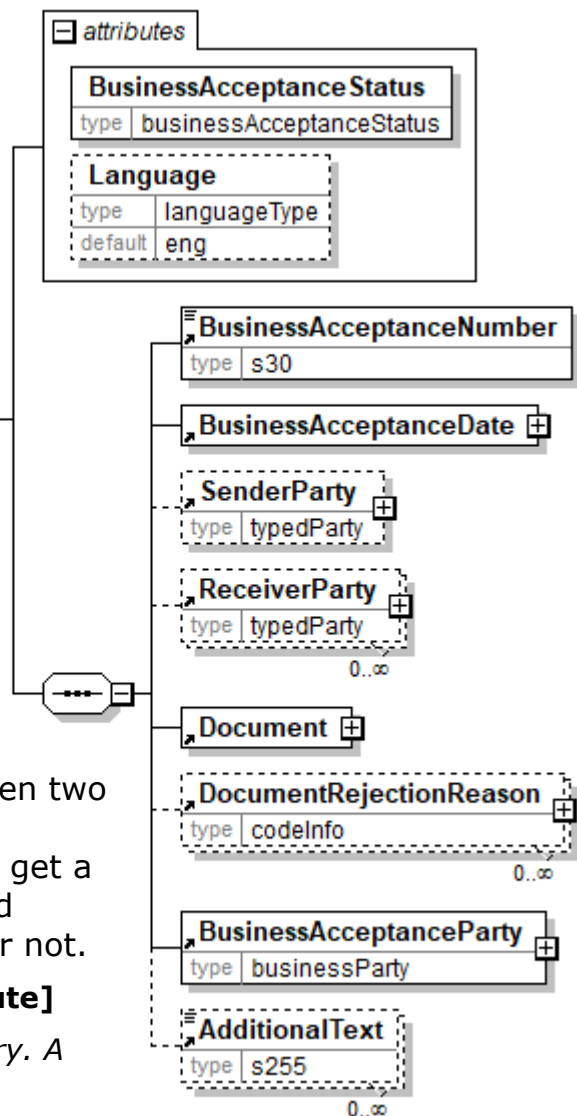 attributes
BusinessAcceptanceStatus
type businessAcceptanceStatus
Language
type languageType
default eng
BusinessAcceptanceNumber
type s30
BusinessAcceptanceDate
SenderParty
type typedParty
ReceiverParty
type typedParty
0..∞
Document
en two
DocumentRejectionReason
type codeInfo
0..∞
get a
d
r not.
BusinessAcceptanceParty
type businessParty
ute]
AdditionalText
type s255
0..∞
ry. A